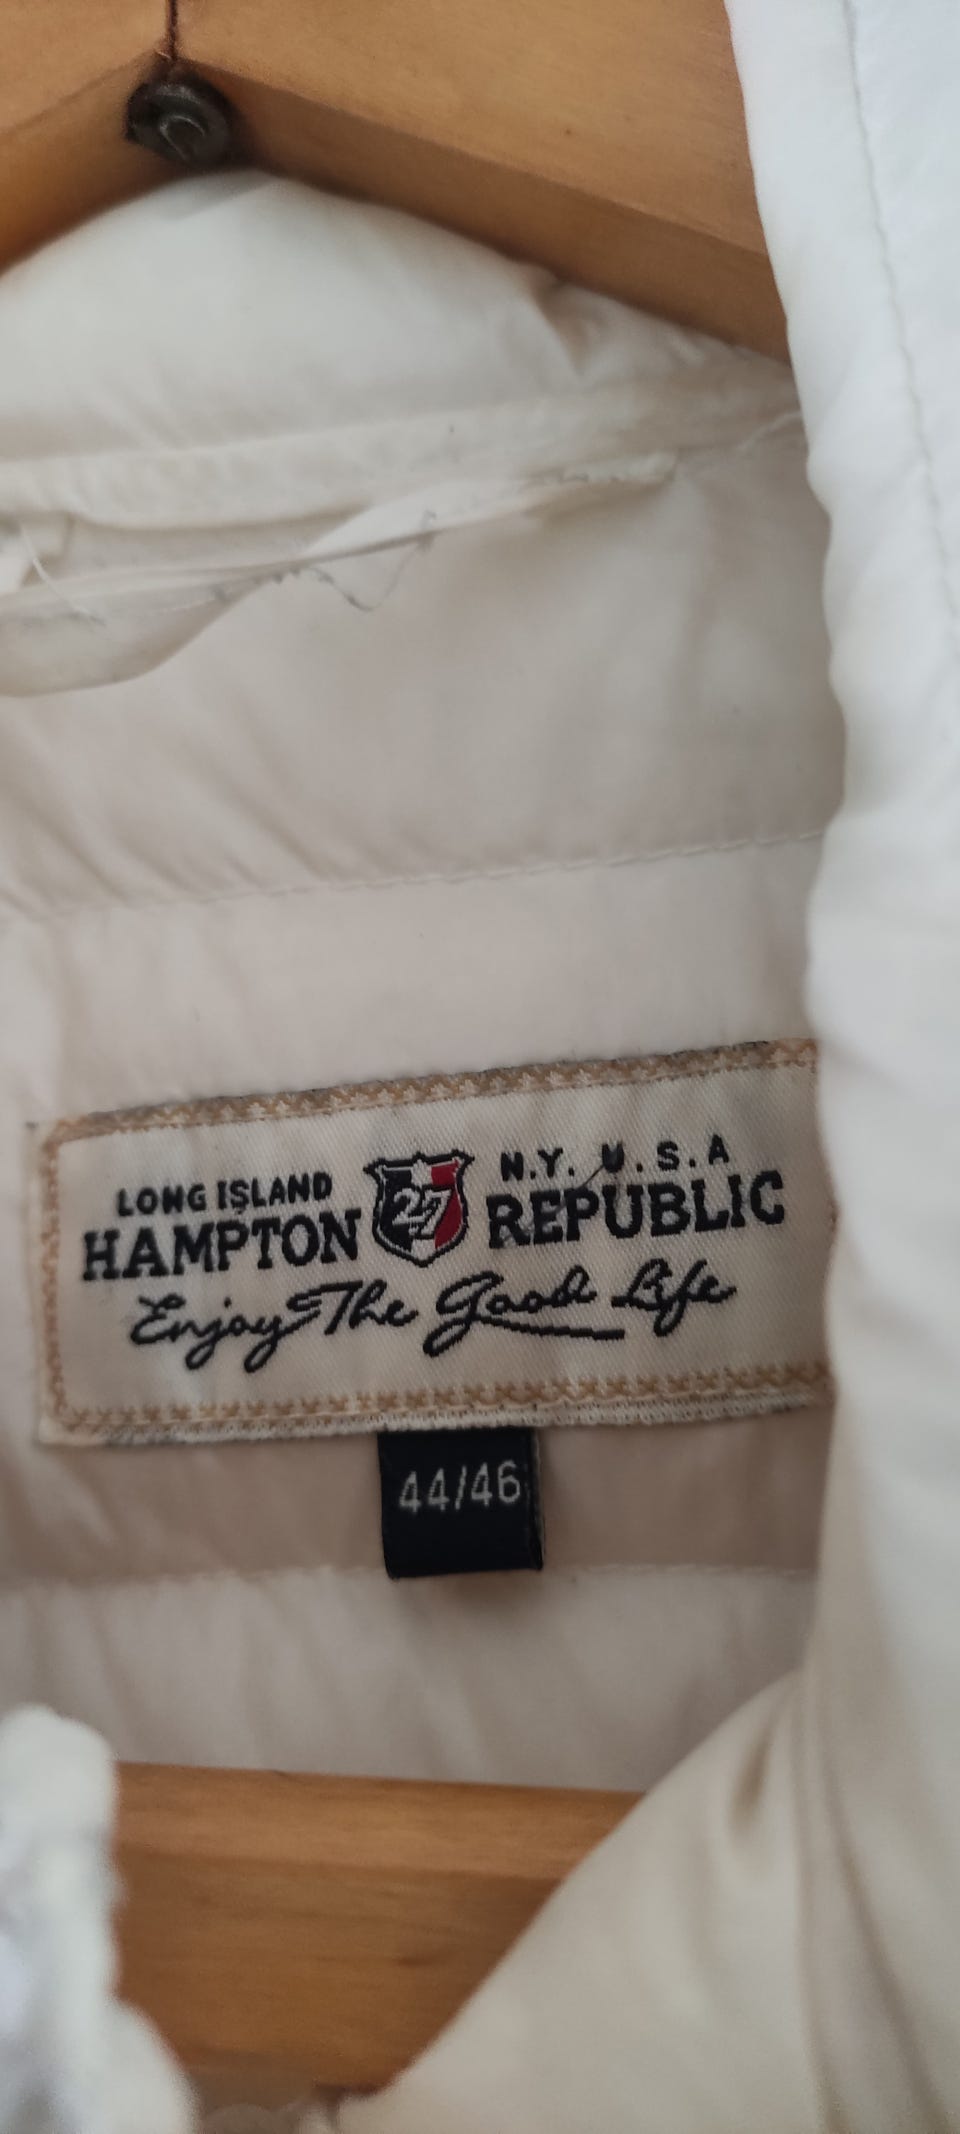 LONG ISLAND N.Y. U.S.A
HAMPTON 27 REPUBLIC
Enjoy The Good Life
44/46